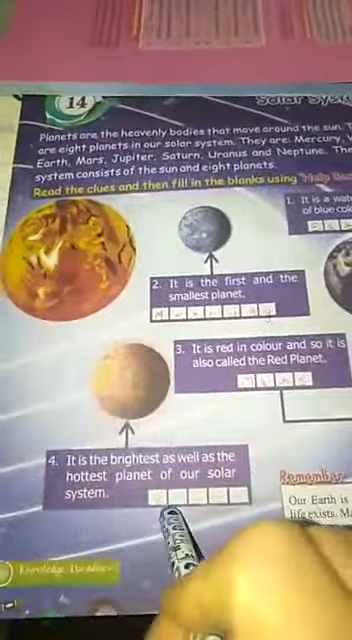 14
Solar Syst
Planets are the heavenly bodies that move around the sun. T
are eight planets in our solar system. They are: Mercury,
Earth, Mars, Jupiter, Saturn, Uranus and Neptune. The
system consists of the sun and eight planets.
Read the clues and then fill in the blanks using "Help
1. It is a wat
of blue col
2. It is the first and the
smallest planet.
Mercury
3. It is red in colour and so it is
also called the Red Planet.
Mars
4. It is the brightest as well as the
hottest planet of our solar
system.
Remember
Our Earth is
life exists. Ma